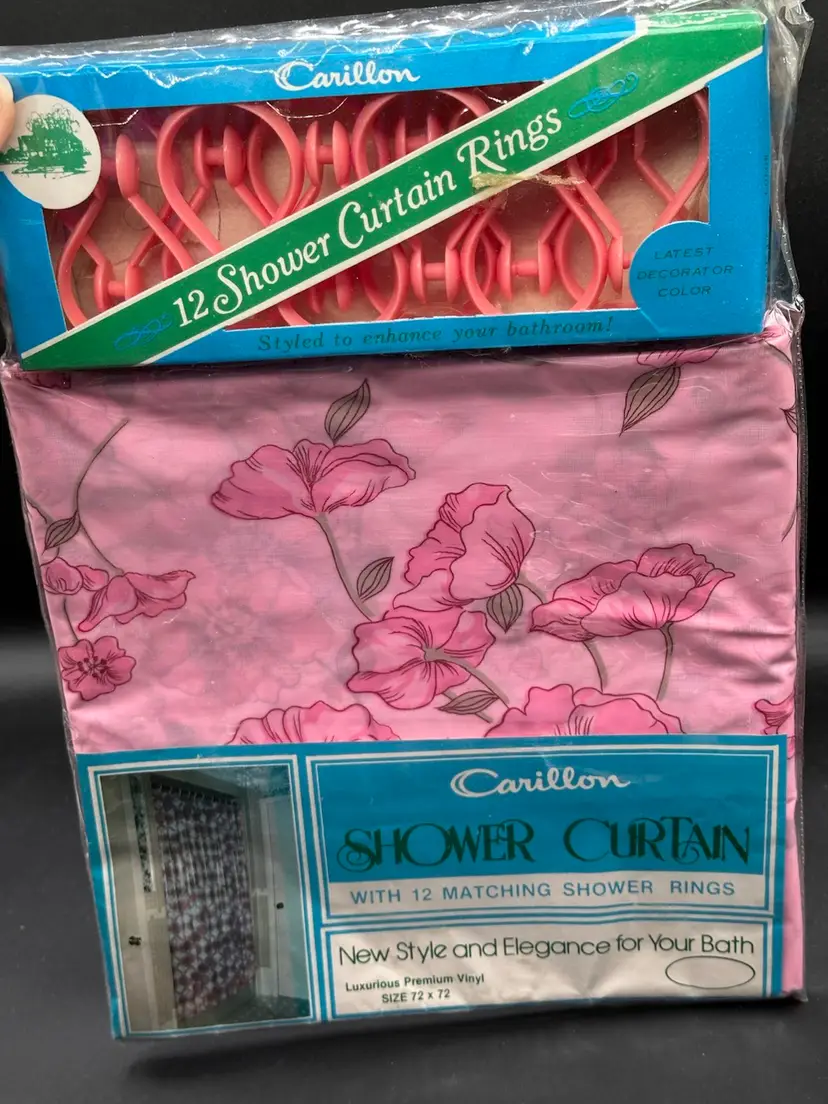 Carillon
12 Shower Curtain Rings
LATEST
DECORATOR
COLOR
Styled to enhance your bathroom!
Carillon
SHOWER CURTAIN
WITH 12 MATCHING SHOWER RINGS
New Style and Elegance for Your Bath
Luxurious Premium Vinyl
SIZE 72 x 72